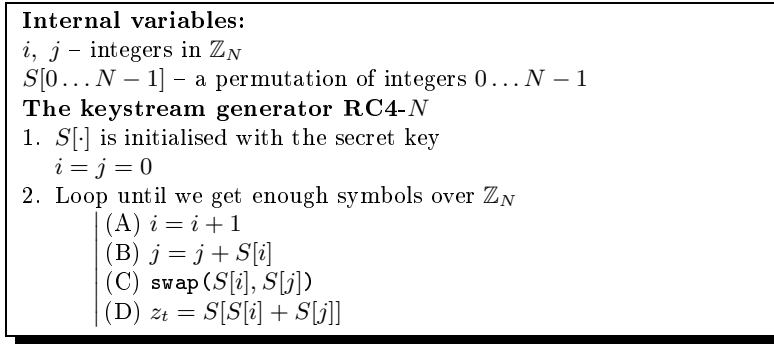 Internal variables:
i, j – integers in ℤ_N
S[0…N − 1] – a permutation of integers 0…N − 1
The keystream generator RC4-N
1. S[·] is initialised with the secret key
i = j = 0
2. Loop until we get enough symbols over ℤ_N
(A) i = i + 1
(B) j = j + S[i]
(C) swap(S[i], S[j])
(D) z_t = S[S[i] + S[j]]